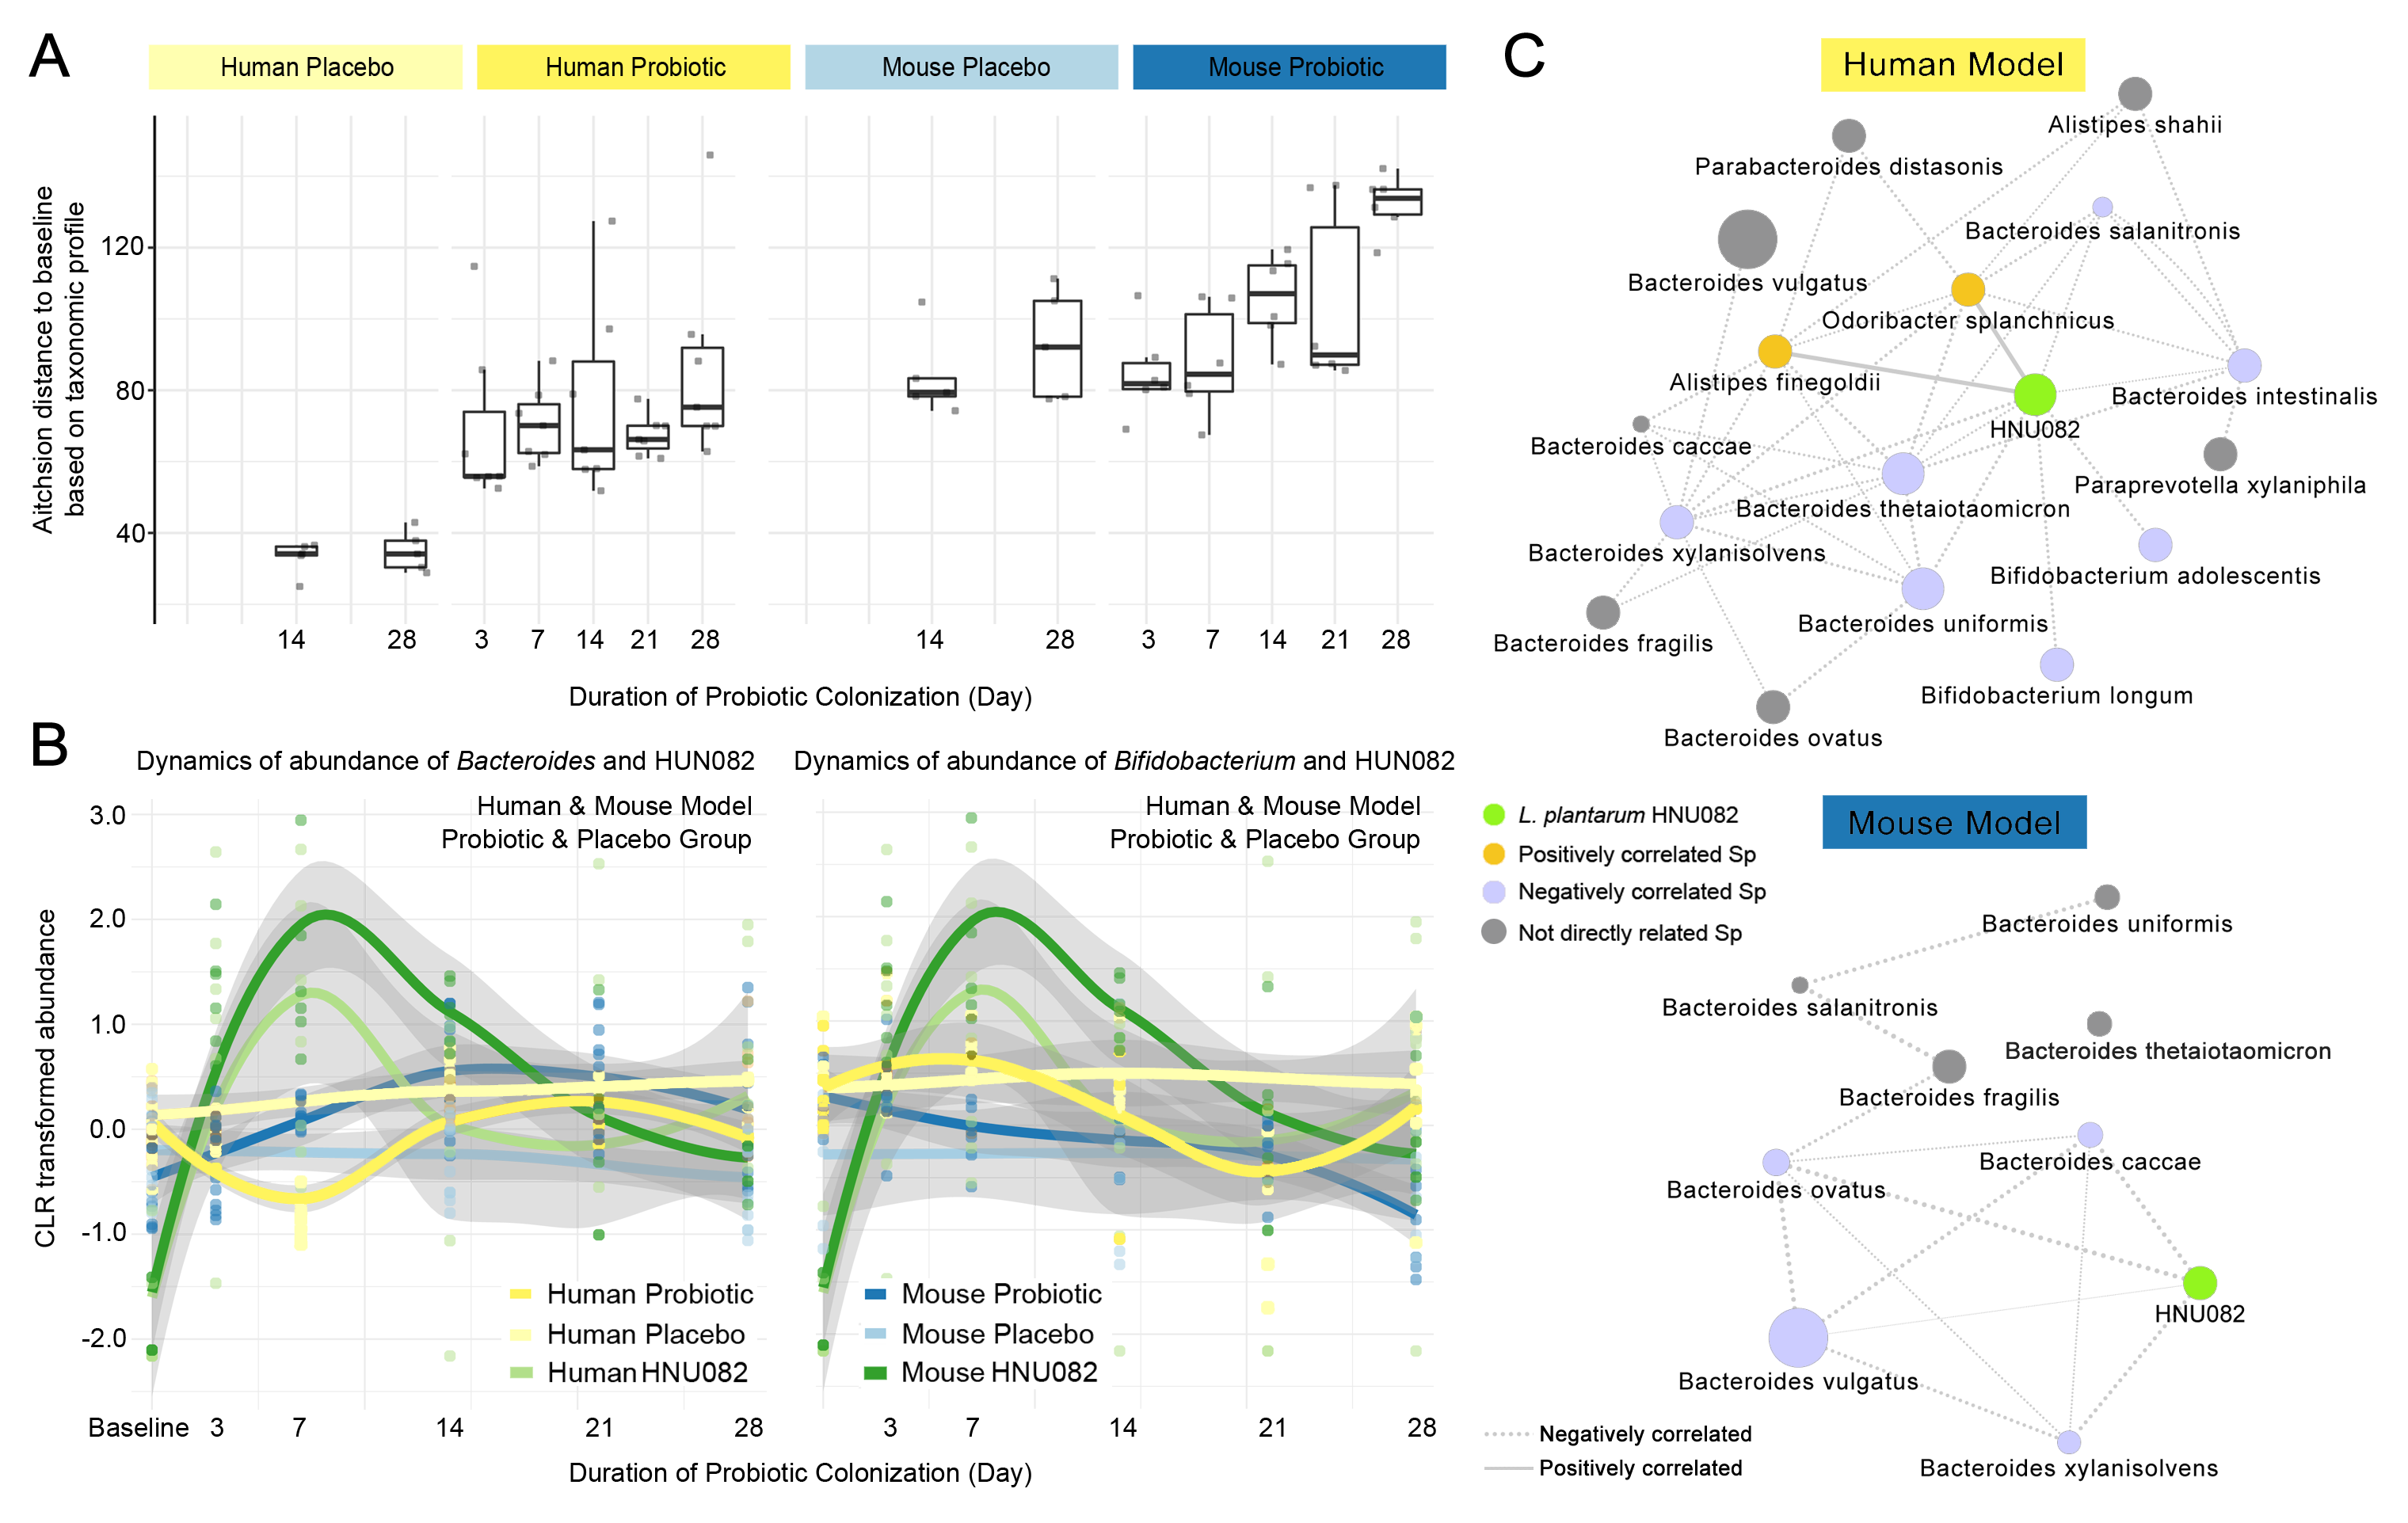 A
Human Placebo
Human Probiotic
Mouse Placebo
Mouse Probiotic
Aitchsion distance to baseline
based on taxonomic profile
120
80
40
14
28
3
7
14
21
28
14
28
3
7
14
21
28
Duration of Probiotic Colonization (Day)
B
Dynamics of abundance of Bacteroides and HUN082
Human & Mouse Model
Probiotic & Placebo Group
Dynamics of abundance of Bifidobacterium and HUN082
Human & Mouse Model
Probiotic & Placebo Group
CLR transformed abundance
3.0
2.0
1.0
0.0
-1.0
-2.0
Human Probiotic
Human Placebo
Human HNU082
Mouse Probiotic
Mouse Placebo
Mouse HNU082
Baseline
3
7
14
21
28
3
7
14
21
28
Duration of Probiotic Colonization (Day)
C
Human Model
Alistipes shahii
Parabacteroides distasonis
Bacteroides salanitronis
Bacteroides vulgatus
Odoribacter splanchnicus
Alistipes finegoldii
Bacteroides intestinalis
HNU082
Bacteroides caccae
Paraprevotella xylaniphila
Bacteroides thetaiotaomicron
Bacteroides xylanisolvens
Bifidobacterium adolescentis
Bacteroides uniformis
Bacteroides fragilis
Bifidobacterium longum
Bacteroides ovatus
L. plantarum HNU082
Positively correlated Sp
Negatively correlated Sp
Not directly related Sp
Mouse Model
Bacteroides uniformis
Bacteroides salanitronis
Bacteroides thetaiotaomicron
Bacteroides fragilis
Bacteroides caccae
Bacteroides ovatus
HNU082
Bacteroides vulgatus
Bacteroides xylanisolvens
Negatively correlated
Positively correlated